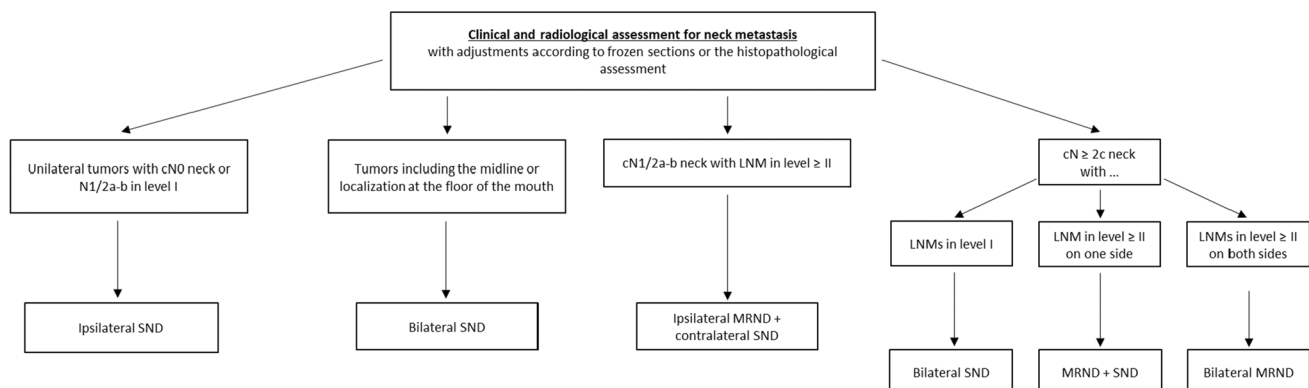 Clinical and radiological assessment for neck metastasis
with adjustments according to frozen sections or the histopathological
assessment
Unilateral tumors with cN0 neck or
N1/2a-b in level I
Tumors including the midline or
localization at the floor of the mouth
cN1/2a-b neck with LNM in level ≥ II
cN ≥ 2c neck
with ...
LNMs in level I
LNM in level ≥ II
on one side
LNMs in level ≥ II
on both sides
Ipsilateral SND
Bilateral SND
Ipsilateral MRND +
contralateral SND
Bilateral SND
MRND + SND
Bilateral MRND